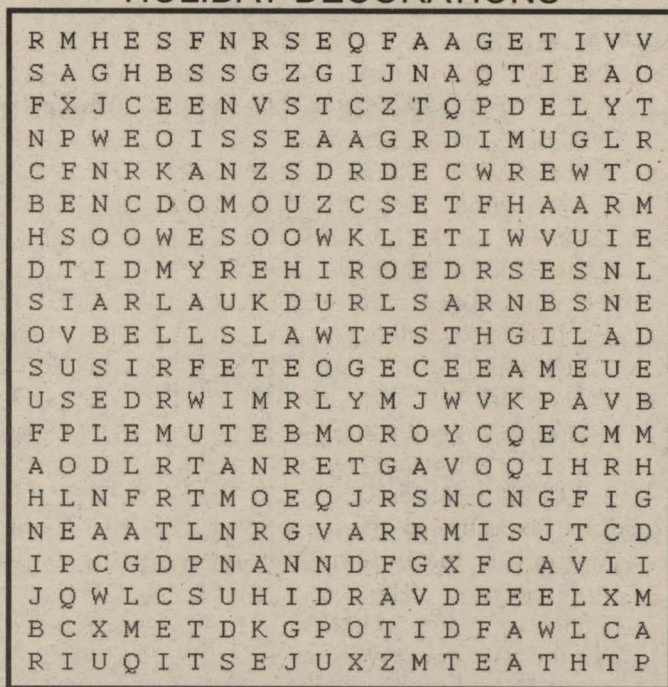 HOLIDAY DECORATIONS
R M H E S F N R S E Q F A A G E T I V V
S A G H B S S G Z G I J N A Q T I E A O
F X J C E E N V S T C Z T Q P D E L Y T
N P W E O I S S E A A G R D I M U G L R
C F N R K A N Z S D R D E C W R E W T O
B E N C D O M O U Z C S E T F H A A R M
H S O O W E S O O W K L E T I W V U I E
D T I D M Y R E H I R O E D R S E S N L
S I A R L A U K D U R L S A R N B S N E
O V B E L L S L A W T F S T H G I L A D
S U S I R F E T E O G E C E E A M E U E
U S E D R W I M R L Y M J W V K P A V B
F P L E M U T E B M O R O Y C Q E C M M
A O D L R T A N R E T G A V O Q I H R H
H L N F R T M O E Q J R S N C N G F I G
N E A A T L N R G V A R R M I S J T C D
I P C G D P N A N N D F G X F C A V I I
J Q W L C S U H I D R A V D E E E L X M
B C X M E T D K G P O T I D F A W L C A
R I U Q I T S E J U X Z M T E A T H T P